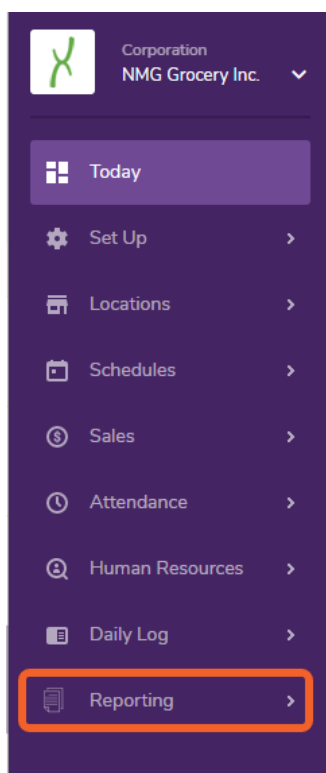 Corporation
NMG Grocery Inc.
Today
Set Up
Locations
Schedules
Sales
Attendance
Human Resources
Daily Log
Reporting